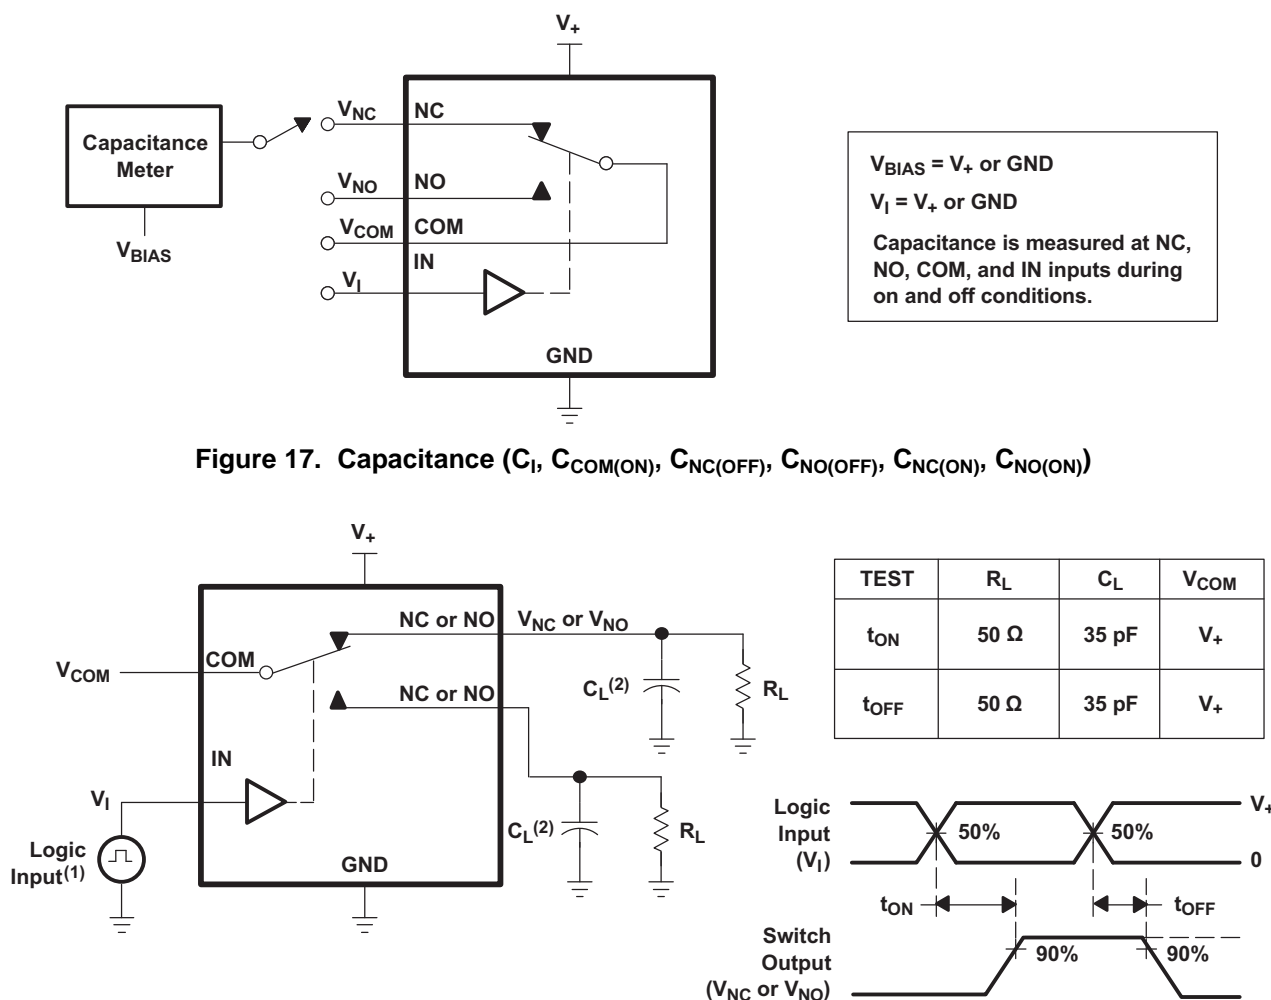 V+
Capacitance
Meter
VBIAS
VNC
NC
VNO
NO
VCOM
COM
IN
VI
GND
VBIAS = V+ or GND
VI = V+ or GND
Capacitance is measured at NC,
NO, COM, and IN inputs during
on and off conditions.
Figure 17. Capacitance (CI, CCOM(ON), CNC(OFF), CNO(OFF), CNC(ON), CNO(ON))
V+
NC or NO
VNC or VNO
VCOM
COM
NC or NO
CL(2)
RL
IN
VI
CL(2)
RL
Logic
Input(1)
GND
TEST RL CL VCOM
tON 50 Ω 35 pF V+
tOFF 50 Ω 35 pF V+
Logic
Input
(VI)
50%
50%
V+
0
tON
tOFF
Switch
Output
(VNC or VNO)
90%
90%